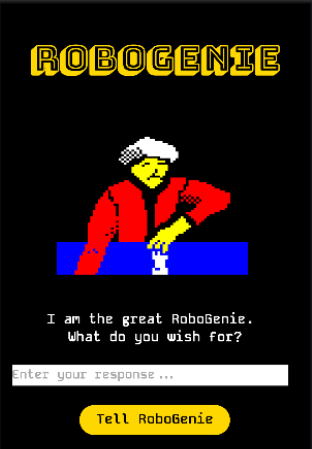 ROBOGENIE
I am the great RoboGenie.
What do you wish for?
Enter your response...
Tell RoboGenie